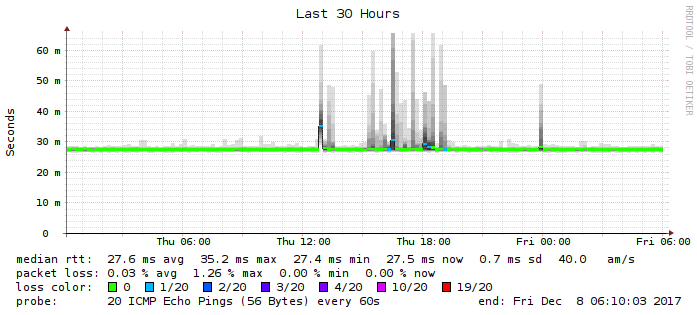 Last 30 Hours
RRDTOOL / TOBI OETIKER
Seconds
60 m
50 m
40 m
30 m
20 m
10 m
0
Thu 06:00 Thu 12:00 Thu 18:00 Fri 00:00 Fri 06:00
median rtt: 27.6 ms avg 35.2 ms max 27.4 ms min 27.5 ms now 0.7 ms sd 40.0 am/s
packet loss: 0.03 % avg 1.26 % max 0.00 % min 0.00 % now
loss color: 0 1/20 2/20 3/20 4/20 10/20 19/20
probe: 20 ICMP Echo Pings (56 Bytes) every 60s end: Fri Dec 8 06:10:03 2017